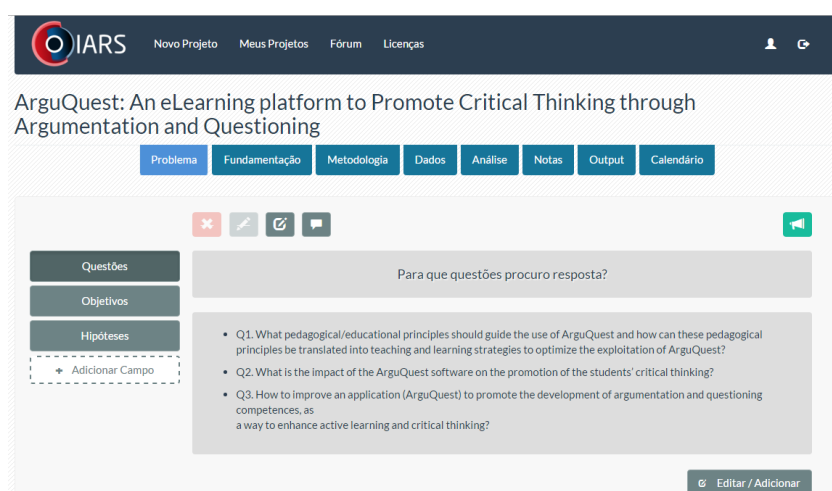 IARS
Novo Projeto Meus Projetos Fórum Licenças
ArguQuest: An eLearning platform to Promote Critical Thinking through
Argumentation and Questioning
Problema Fundamentação Metodologia Dados Análise Notas Output Calendário
Questões
Objetivos
Hipóteses
+ Adicionar Campo
Para que questões procuro resposta?
• Q1. What pedagogical/educational principles should guide the use of ArguQuest and how can these pedagogical
principles be translated into teaching and learning strategies to optimize the exploitation of ArguQuest?
• Q2. What is the impact of the ArguQuest software on the promotion of the students' critical thinking?
• Q3. How to improve an application (ArguQuest) to promote the development of argumentation and questioning
competences, as
a way to enhance active learning and critical thinking?
Editar / Adicionar